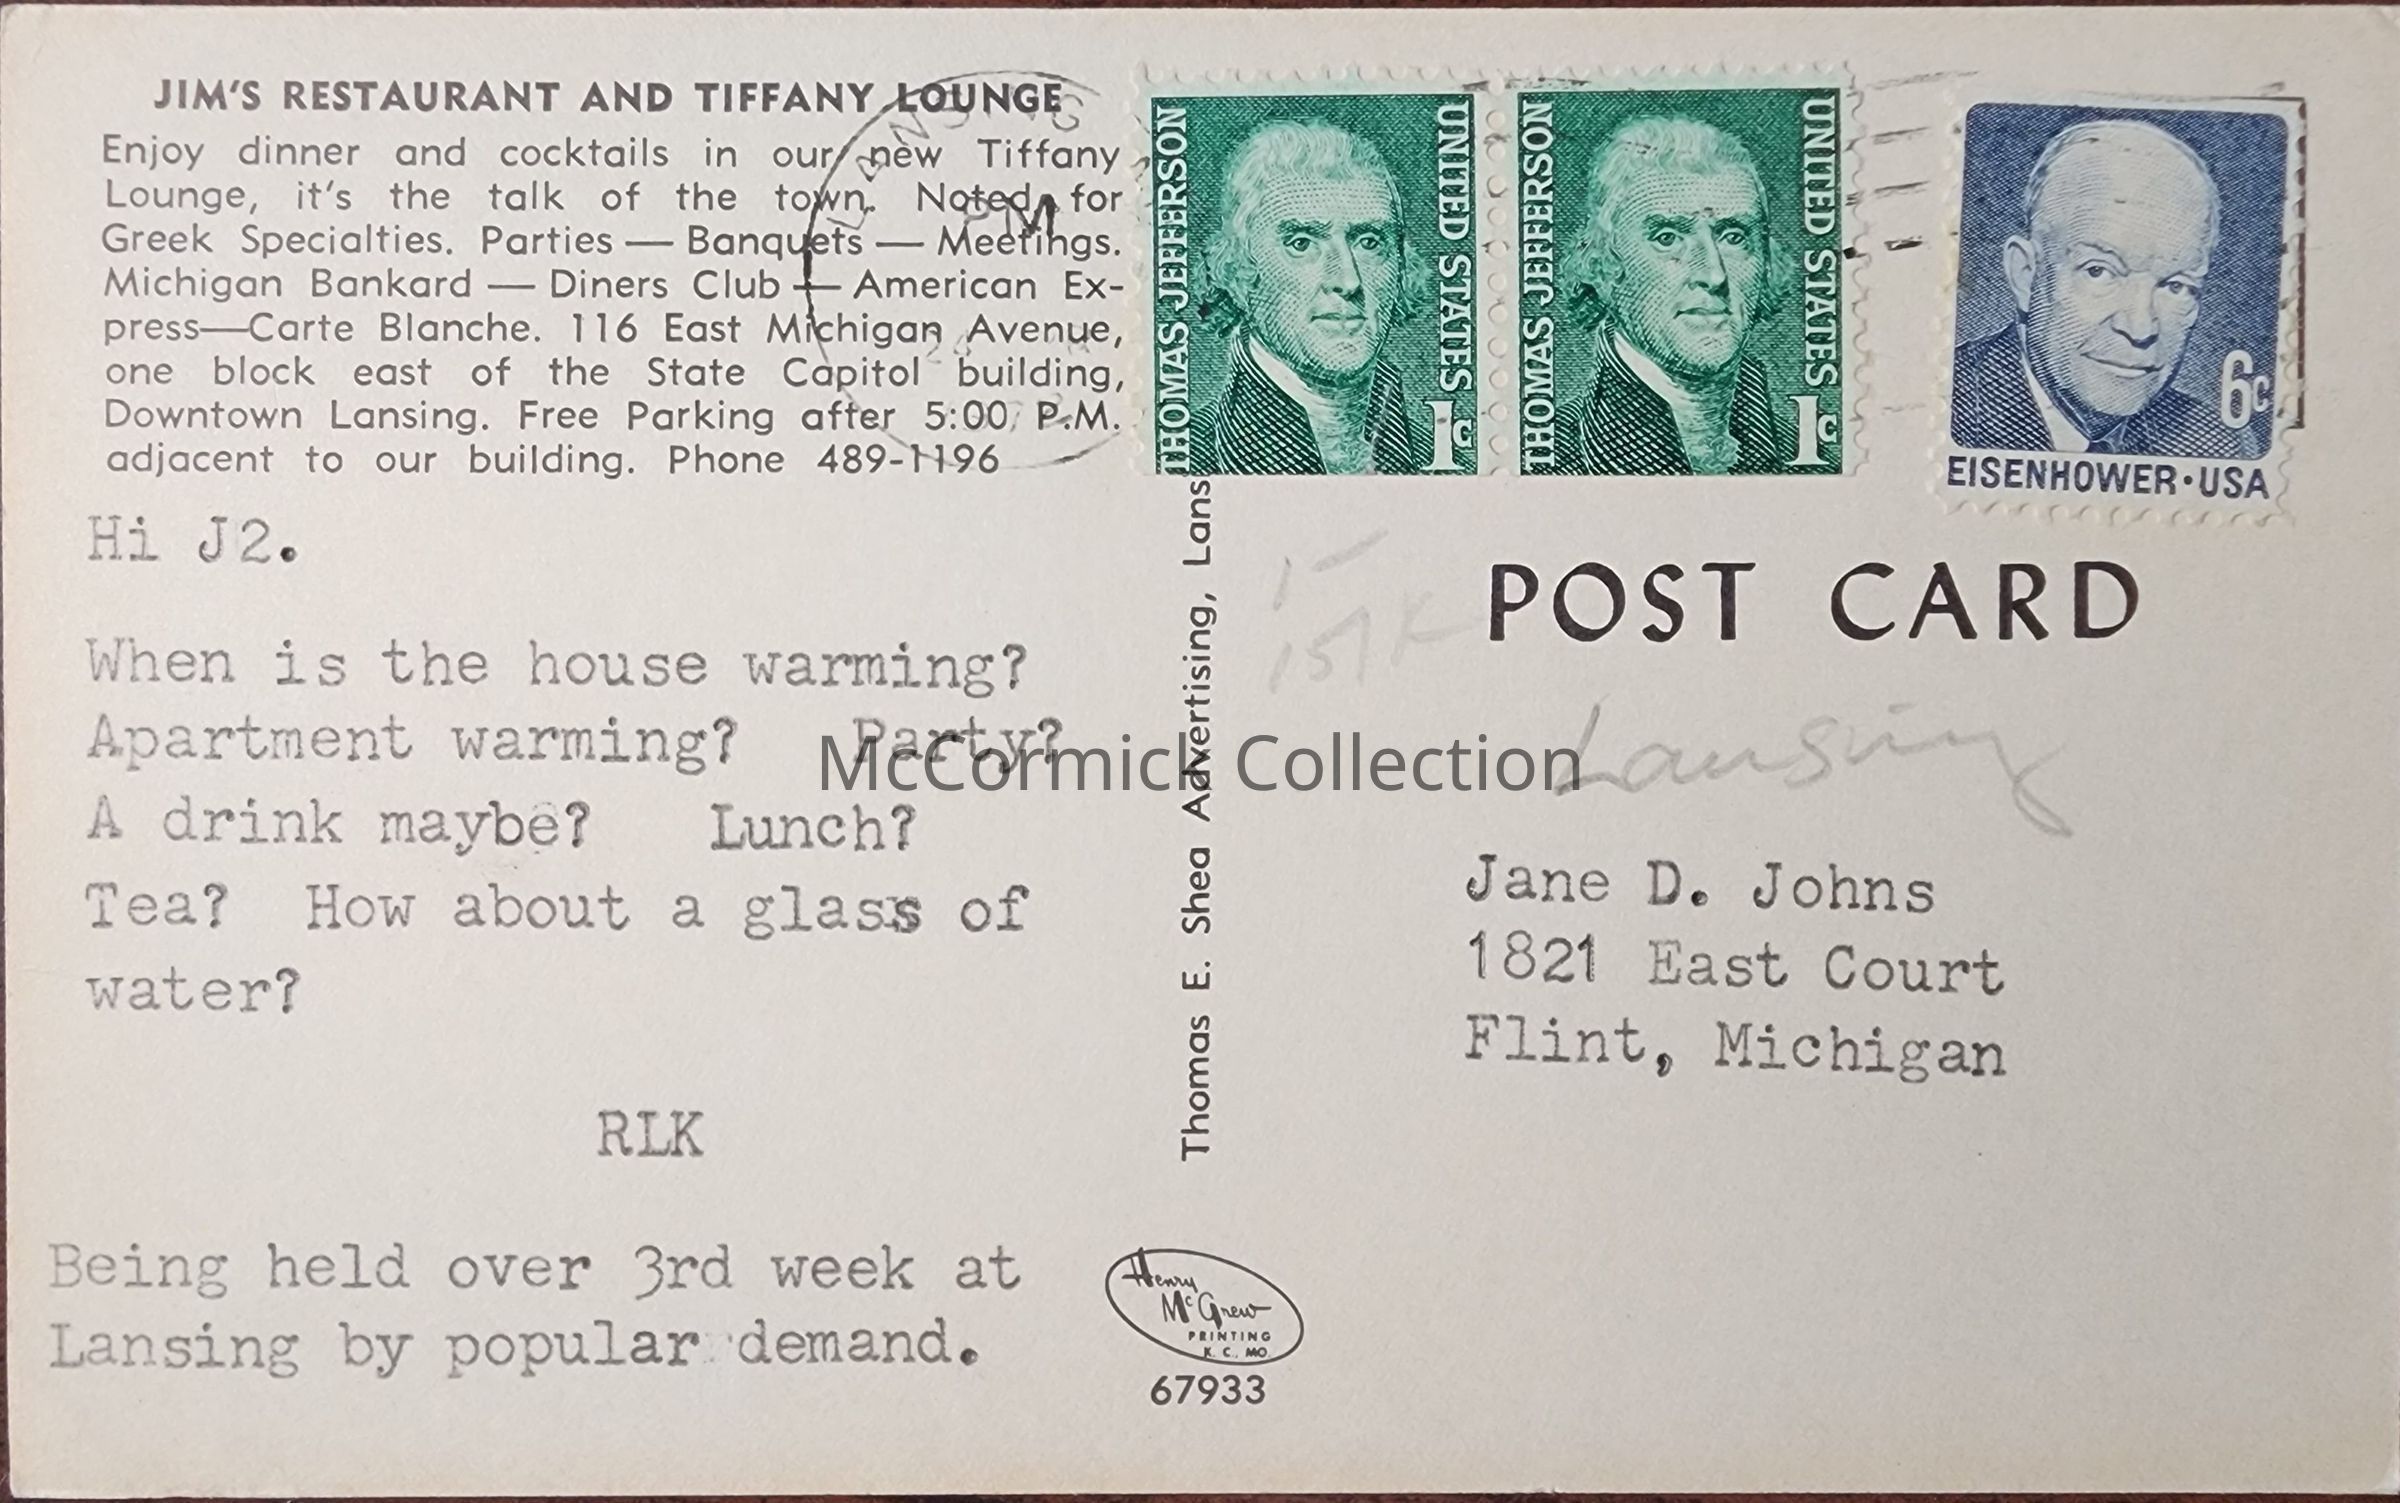 JIM'S RESTAURANT AND TIFFANY LOUNGE
Enjoy dinner and cocktails in our new Tiffany
Lounge, it's the talk of the town. Noted for
Greek Specialties. Parties — Banquets — Meetings.
Michigan Bankard — Diners Club — American Ex-
press—Carte Blanche. 116 East Michigan Avenue,
one block east of the State Capitol building,
Downtown Lansing. Free Parking after 5:00 P.M.
adjacent to our building. Phone 489-1196
PM
THOMAS JEFFERSON
UNITED STATES
1c
THOMAS JEFFERSON
UNITED STATES
1c
6c
EISENHOWER·USA
Hi J2.
When is the house warming?
Apartment warming? Party?
A drink maybe? Lunch?
Tea? How about a glass of
water?
RLK
Being held over 3rd week at
Lansing by popular demand.
Thomas E. Shea Advertising, Lans
Henry
McGrew
PRINTING
K. C., MO.
67933
POST CARD
Lansing
Jane D. Johns
1821 East Court
Flint, Michigan
McCormick Collection